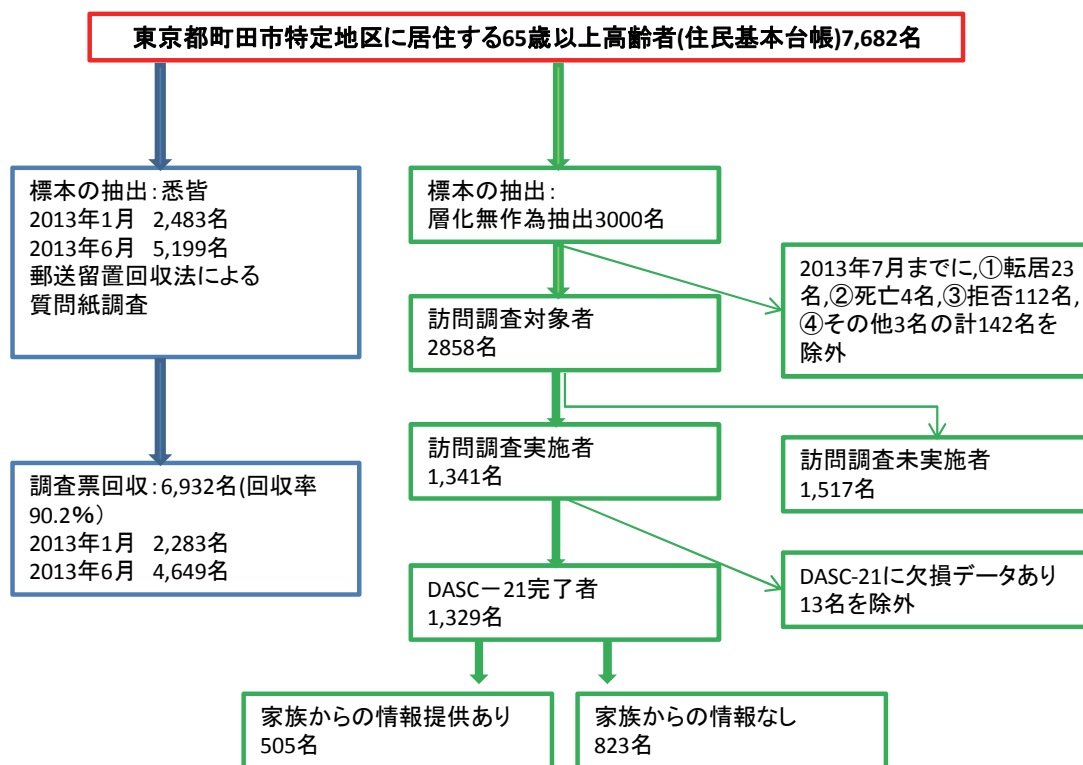 東京都町田市特定地区に居住する65歳以上高齢者(住民基本台帳)7,682名
標本の抽出：悉皆
2013年1月　2,483名
2013年6月　5,199名
郵送留置回収法による
質問紙調査
調査票回収：6,932名(回収率
90.2%)
2013年1月　2,283名
2013年6月　4,649名
標本の抽出：
層化無作為抽出3000名
2013年7月までに,①転居23
名,②死亡4名,③拒否112名,
④その他3名の計142名を
除外
訪問調査対象者
2858名
訪問調査実施者
1,341名
訪問調査未実施者
1,517名
DASC－21完了者
1,329名
DASC-21に欠損データあり
13名を除外
家族からの情報提供あり
505名
家族からの情報なし
823名